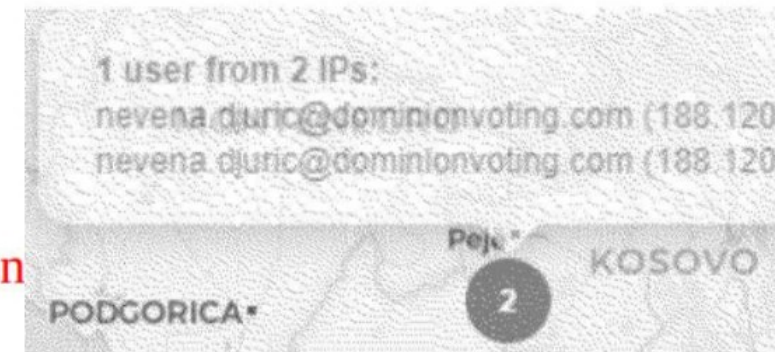 1 user from 2 IPs:
nevena.djuric@dominionvoting.com (188.120
nevena.djuric@dominionvoting.com (188.120
Peje
KOSOVO
n
2
PODGORICA